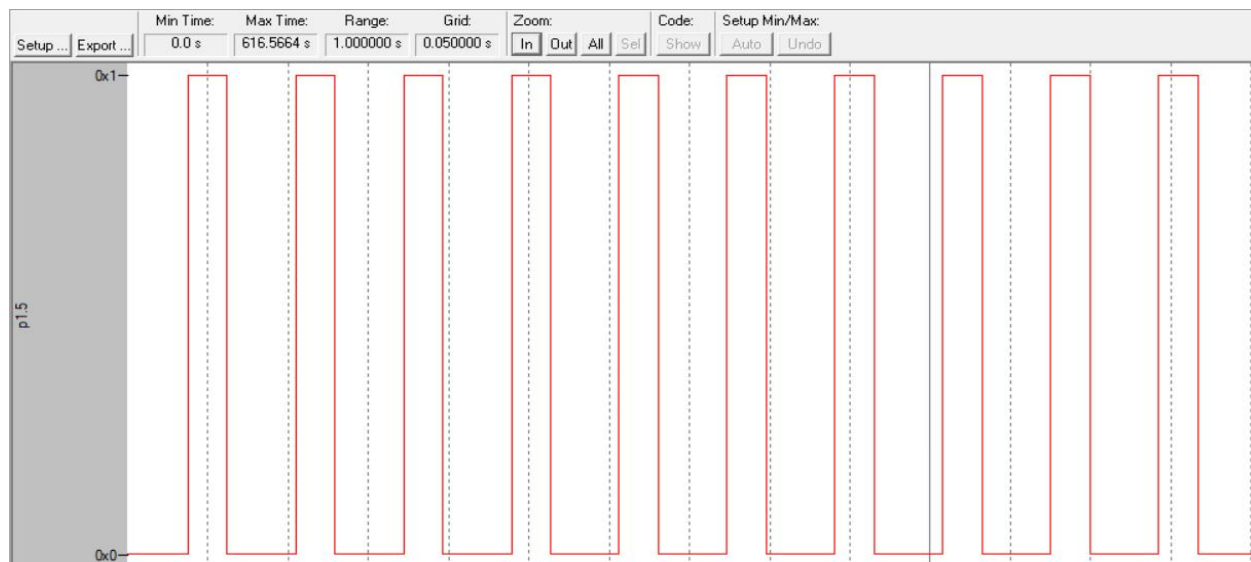 Min Time: Max Time: Range: Grid: Zoom: Code: Setup Min/Max:
Setup ... Export ... 0.0 s 616.5664 s 1.000000 s 0.050000 s In Out All Sel Show Auto Undo
0x1
p1.5
0x0